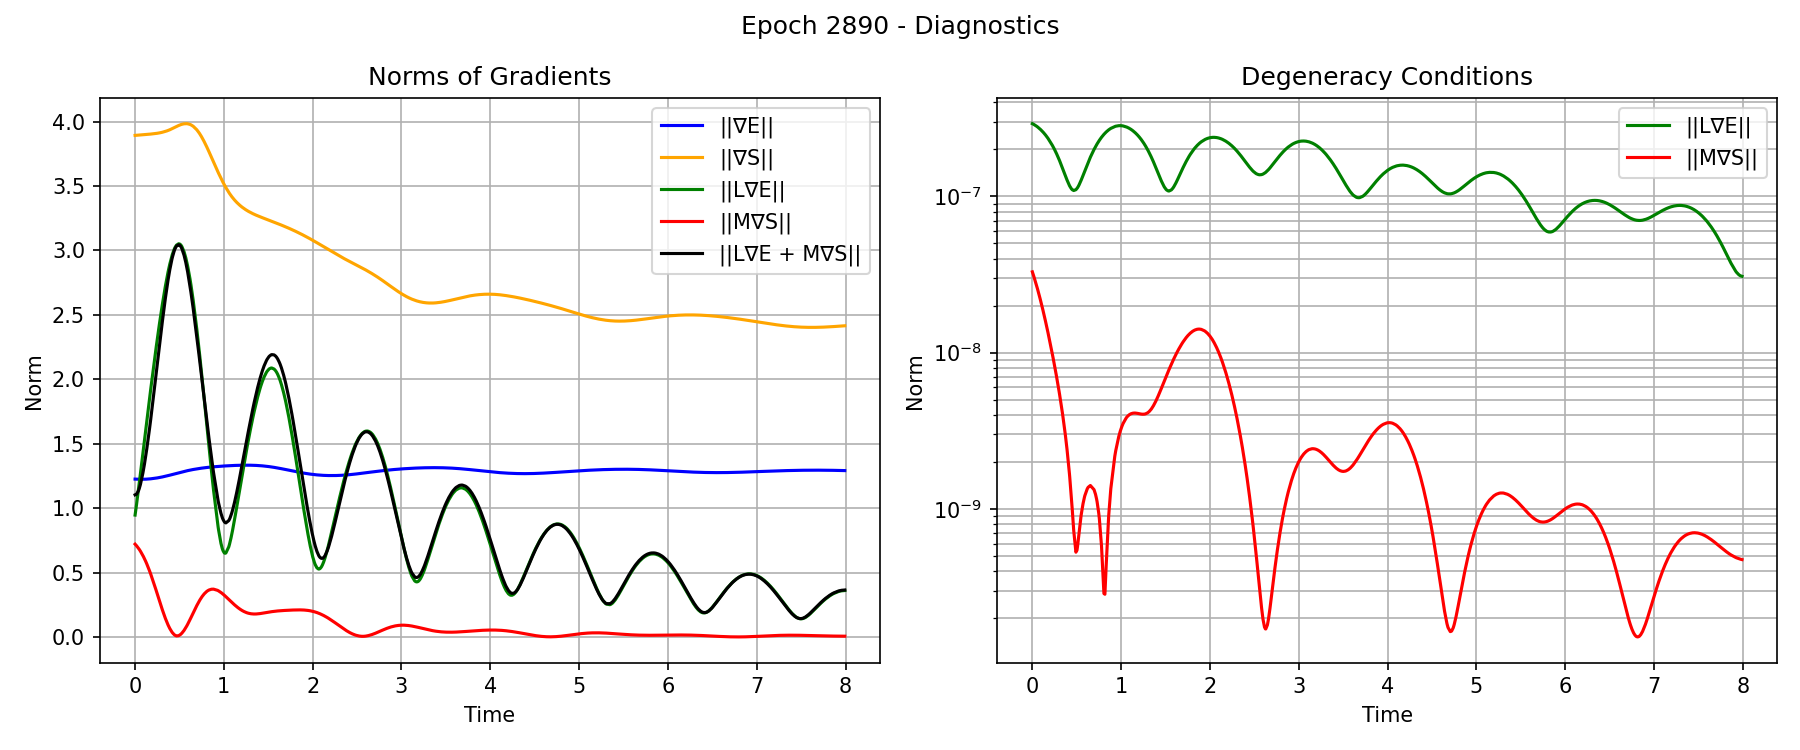 Epoch 2890 - Diagnostics
Norms of Gradients
4.0
3.5
3.0
2.5
2.0
1.5
1.0
0.5
0.0
Norm
0 1 2 3 4 5 6 7 8
Time
||∇E||
||∇S||
||L∇E||
||M∇S||
||L∇E + M∇S||
Degeneracy Conditions
10⁻⁷
10⁻⁸
10⁻⁹
Norm
0 1 2 3 4 5 6 7 8
Time
||L∇E||
||M∇S||